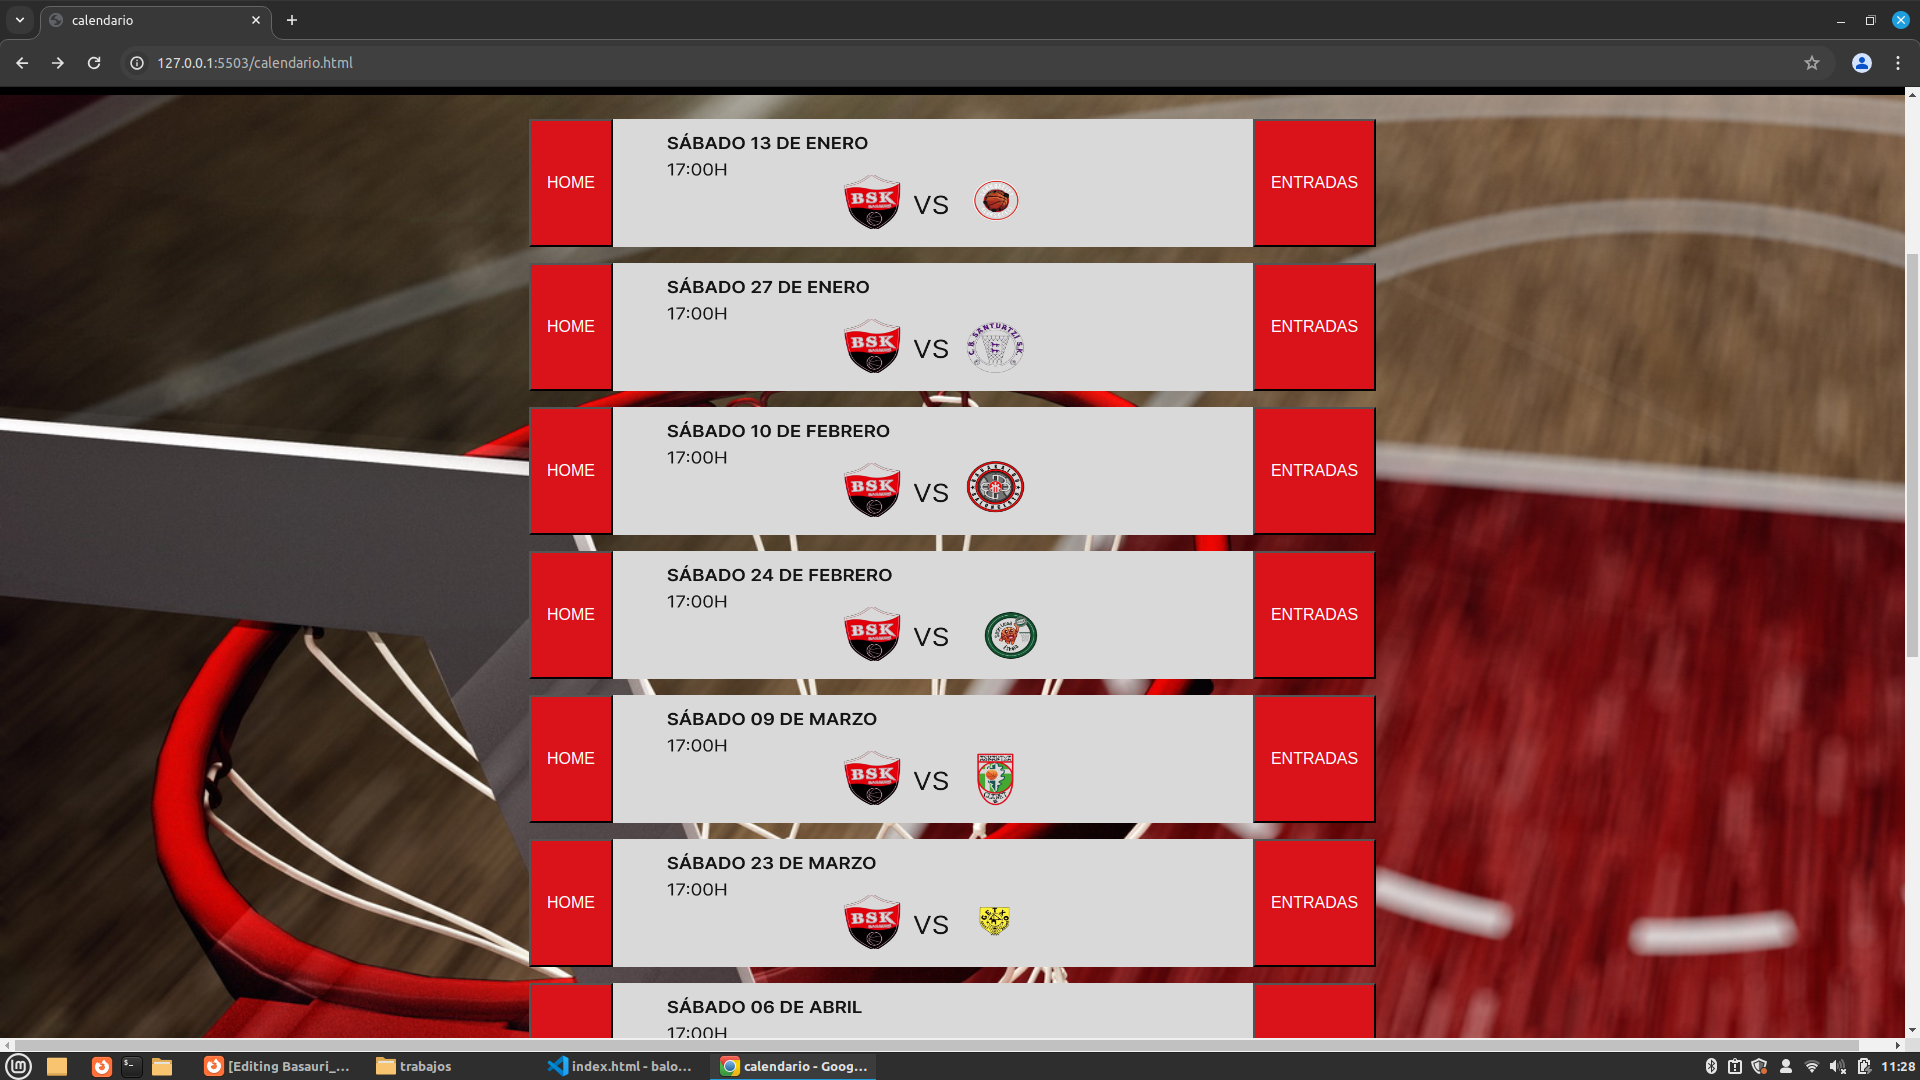 calendario
127.0.0.1:5503/calendario.html
HOME
SÁBADO 13 DE ENERO
17:00H
BSK
VS
ENTRADAS
HOME
SÁBADO 27 DE ENERO
17:00H
BSK
VS
C.B. SANTURTZI S.K.
ENTRADAS
HOME
SÁBADO 10 DE FEBRERO
17:00H
BSK
VS
ENTRADAS
HOME
SÁBADO 24 DE FEBRERO
17:00H
BSK
VS
ENTRADAS
HOME
SÁBADO 09 DE MARZO
17:00H
BSK
VS
ENTRADAS
HOME
SÁBADO 23 DE MARZO
17:00H
BSK
VS
ENTRADAS
SÁBADO 06 DE ABRIL
17:00H
[Editing Basauri_...
trabajos
index.html - balo...
calendario - Goog...
11:28